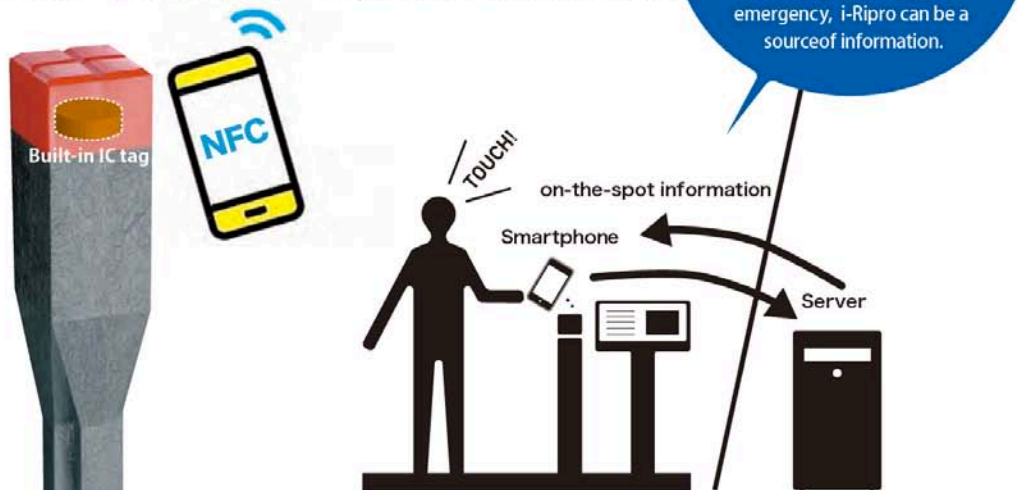 emergency, i-Ripro can be a
sourceof information.
NFC
Built-in IC tag
TOUCH!
on-the-spot information
Smartphone
Server